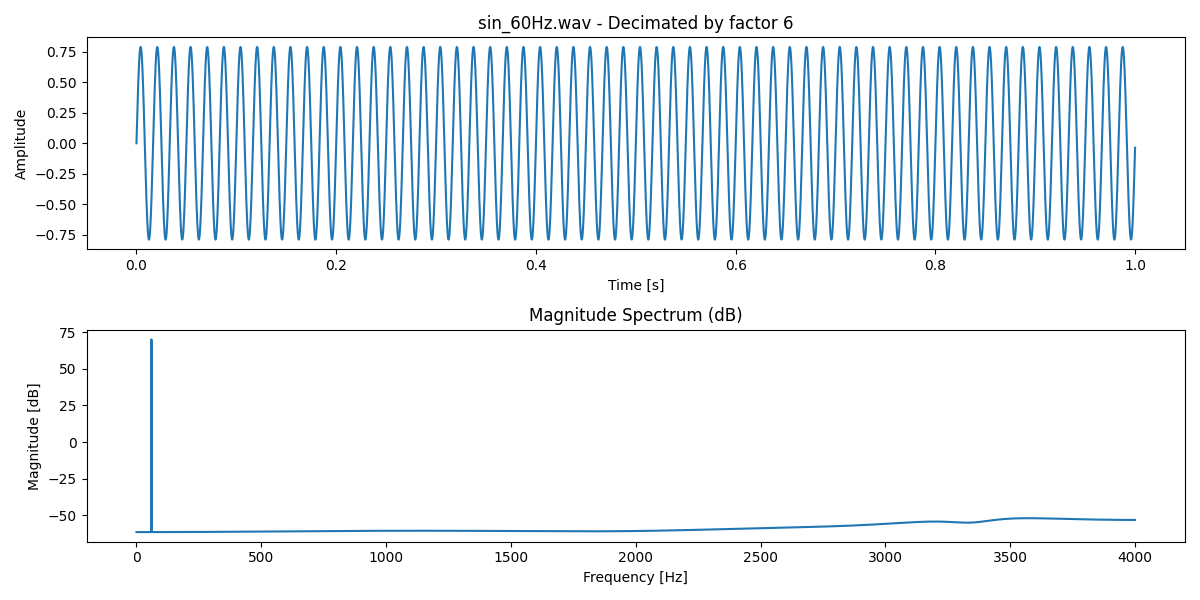 sin_60Hz.wav - Decimated by factor 6
0.75
0.50
0.25
0.00
−0.25
−0.50
−0.75
Amplitude
0.0 0.2 0.4 0.6 0.8 1.0
Time [s]
Magnitude Spectrum (dB)
75
50
25
0
−25
−50
Magnitude [dB]
0 500 1000 1500 2000 2500 3000 3500 4000
Frequency [Hz]